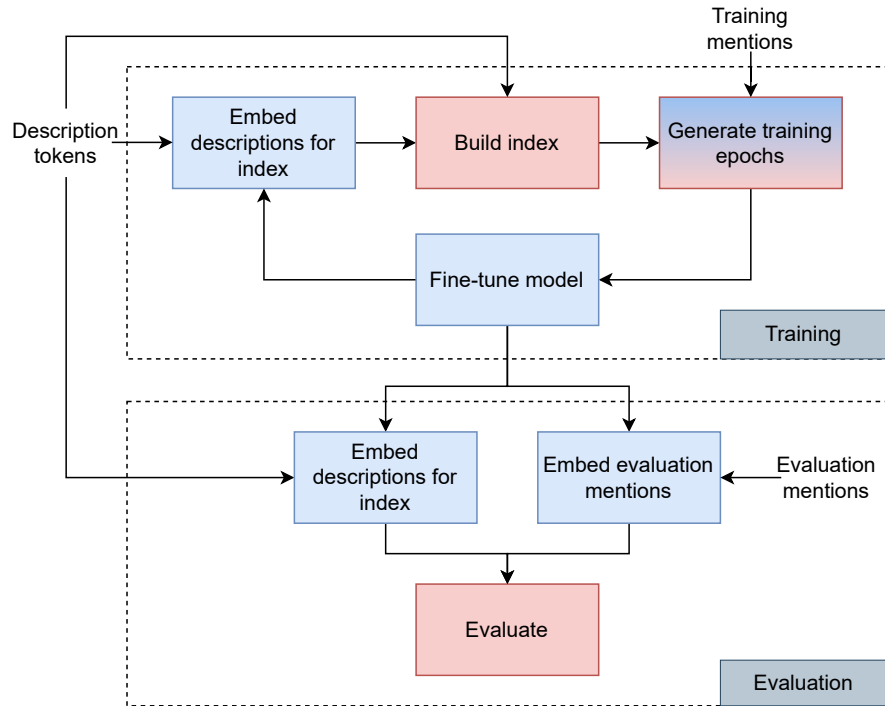 Training
mentions
Description
tokens
Embed
descriptions for
index
Build index
Generate training
epochs
Fine-tune model
Training
Embed
descriptions for
index
Embed evaluation
mentions
Evaluation
mentions
Evaluate
Evaluation